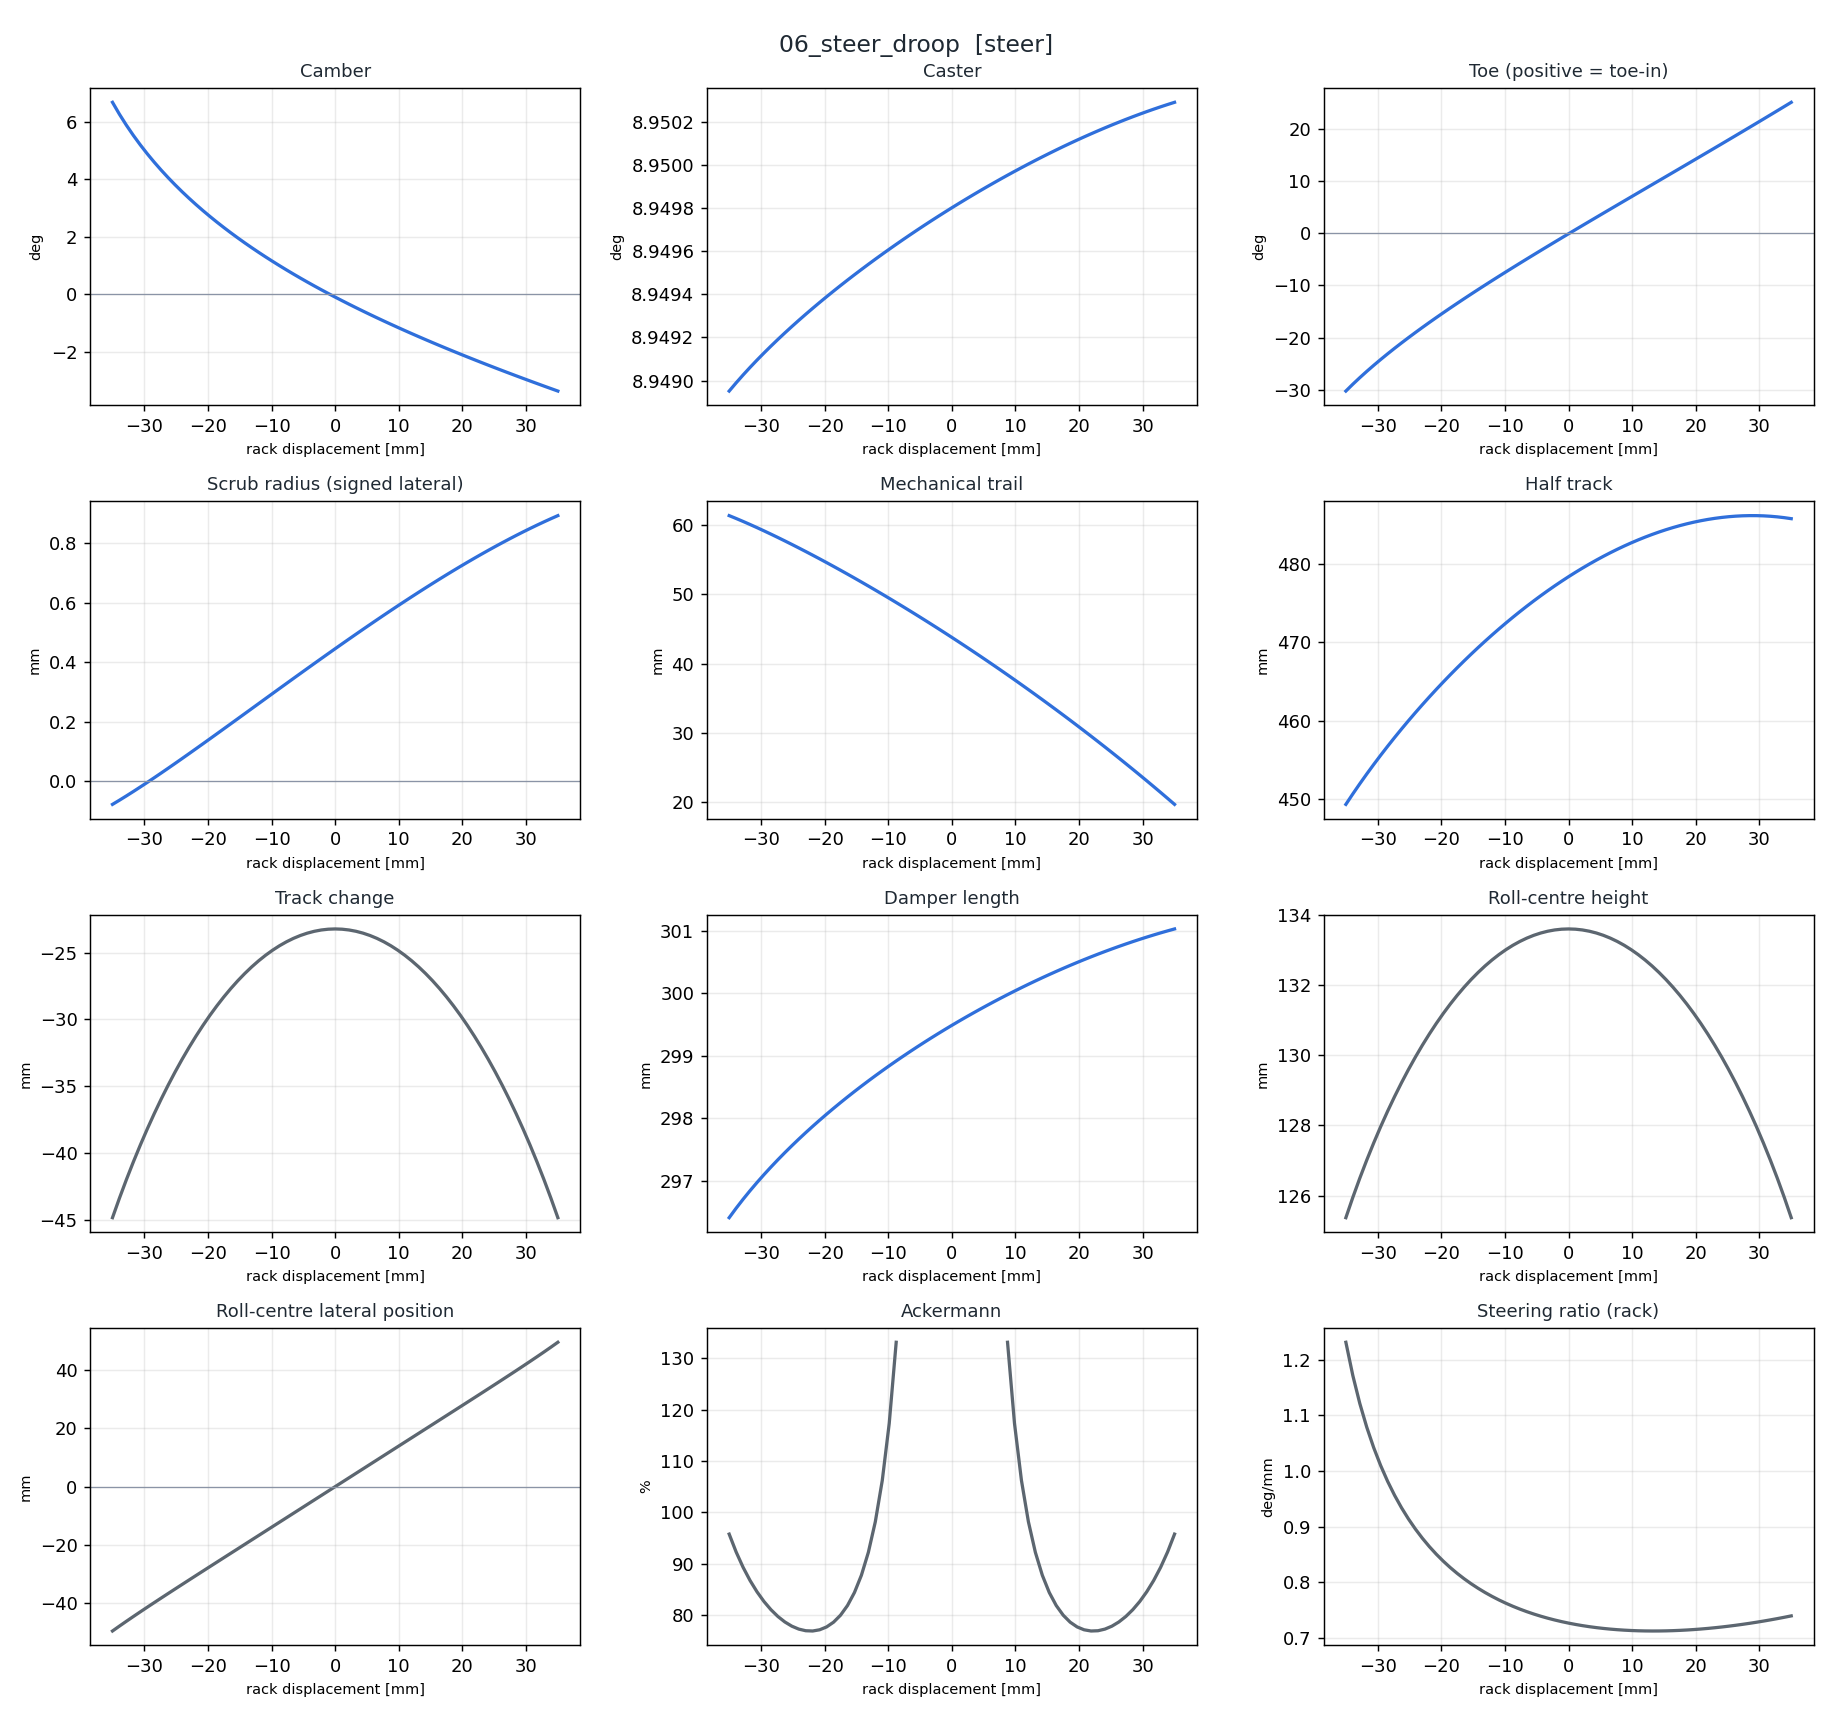 06_steer_droop  [steer]
Camber
deg
6
4
2
0
−2
−30 −20 −10 0 10 20 30
rack displacement [mm]
Caster
deg
8.9502
8.9500
8.9498
8.9496
8.9494
8.9492
8.9490
−30 −20 −10 0 10 20 30
rack displacement [mm]
Toe (positive = toe-in)
deg
20
10
0
−10
−20
−30
−30 −20 −10 0 10 20 30
rack displacement [mm]
Scrub radius (signed lateral)
mm
0.8
0.6
0.4
0.2
0.0
−30 −20 −10 0 10 20 30
rack displacement [mm]
Mechanical trail
mm
60
50
40
30
20
−30 −20 −10 0 10 20 30
rack displacement [mm]
Half track
mm
480
470
460
450
−30 −20 −10 0 10 20 30
rack displacement [mm]
Track change
mm
−25
−30
−35
−40
−45
−30 −20 −10 0 10 20 30
rack displacement [mm]
Damper length
mm
301
300
299
298
297
−30 −20 −10 0 10 20 30
rack displacement [mm]
Roll-centre height
mm
134
132
130
128
126
−30 −20 −10 0 10 20 30
rack displacement [mm]
Roll-centre lateral position
mm
40
20
0
−20
−40
−30 −20 −10 0 10 20 30
rack displacement [mm]
Ackermann
%
130
120
110
100
90
80
−30 −20 −10 0 10 20 30
rack displacement [mm]
Steering ratio (rack)
deg/mm
1.2
1.1
1.0
0.9
0.8
0.7
−30 −20 −10 0 10 20 30
rack displacement [mm]